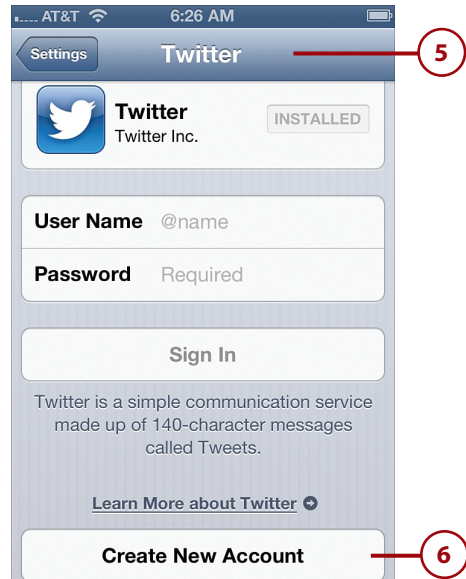 AT&T 6:26 AM
Settings Twitter 5
Twitter INSTALLED
Twitter Inc.
User Name @name
Password Required
Sign In
Twitter is a simple communication service
made up of 140-character messages
called Tweets.
Learn More about Twitter
Create New Account 6